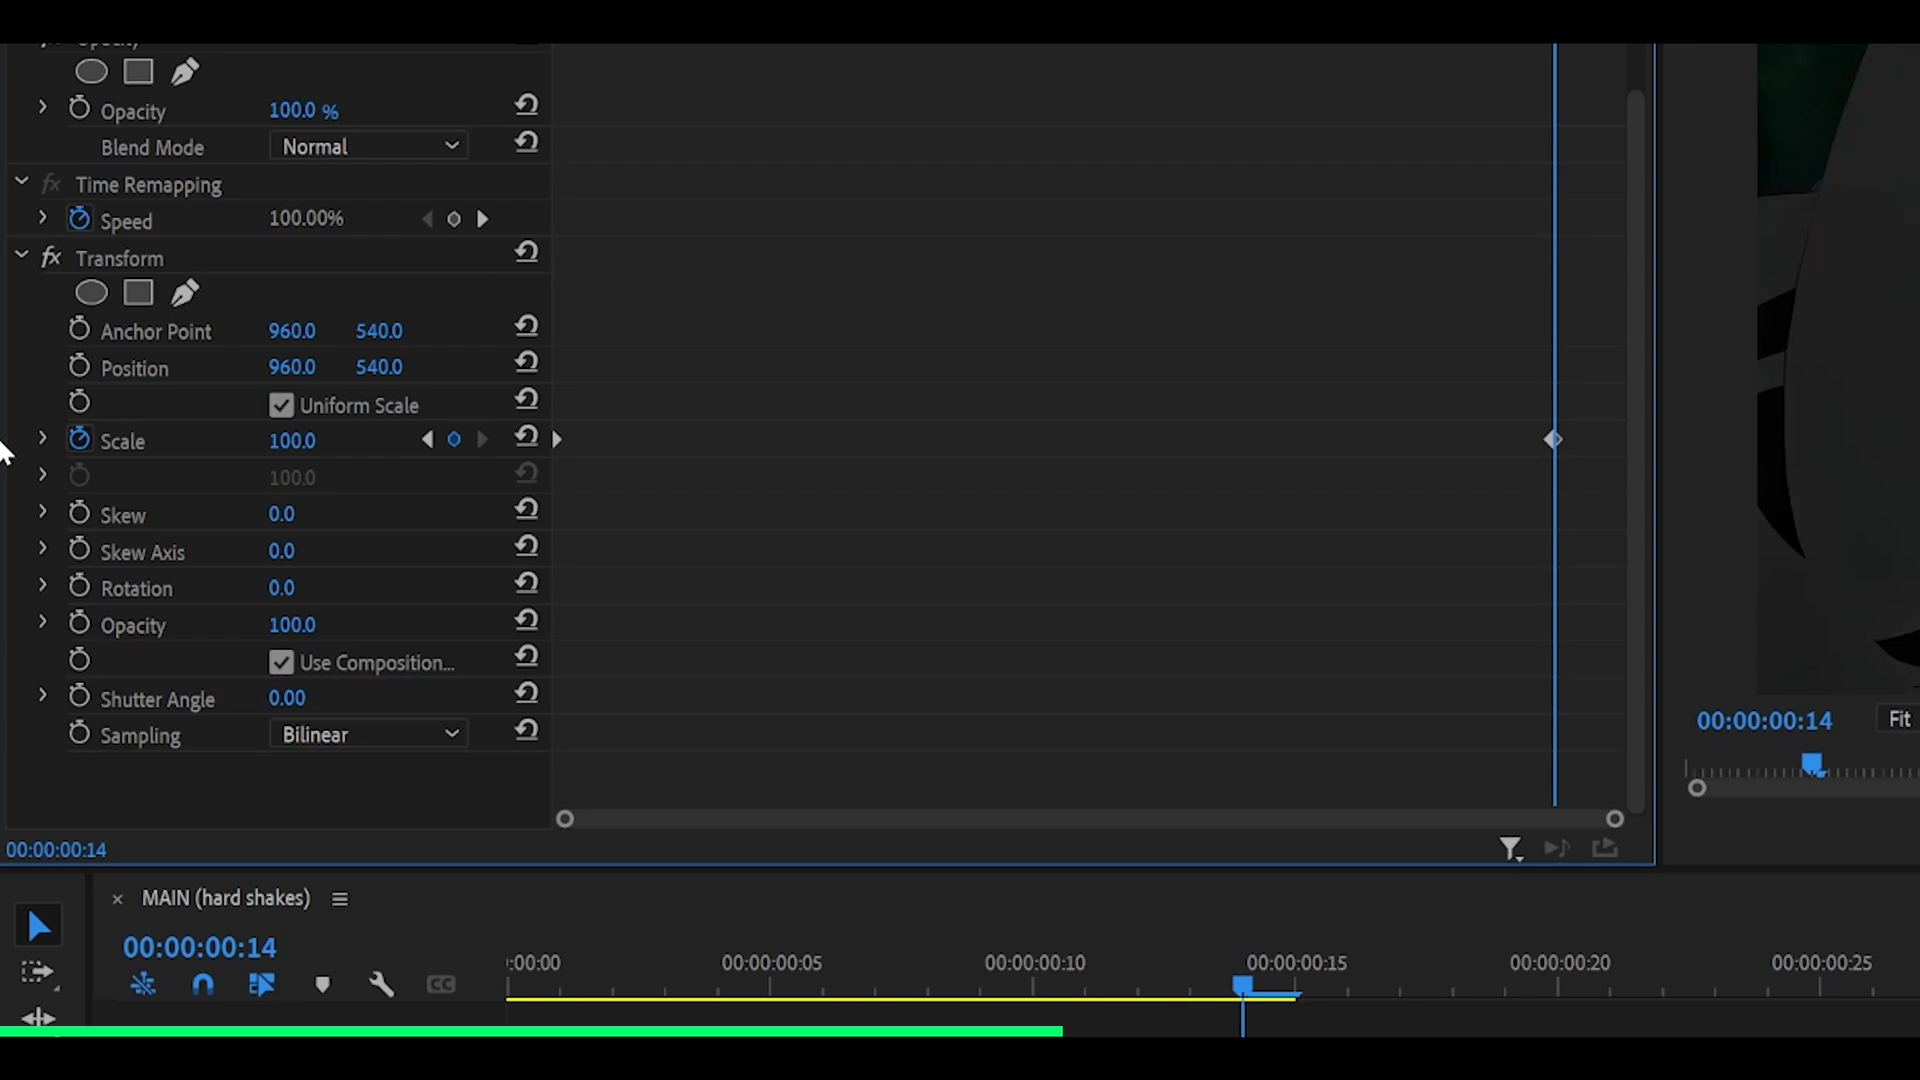 Opacity
Opacity 100.0 %
Blend Mode Normal
fx Time Remapping
Speed 100.00%
fx Transform
Anchor Point 960.0 540.0
Position 960.0 540.0
Uniform Scale
Scale 100.0
100.0
Skew 0.0
Skew Axis 0.0
Rotation 0.0
Opacity 100.0
Use Composition...
Shutter Angle 0.00
Sampling Bilinear
00:00:00:14 Fit
00:00:00:14
× MAIN (hard shakes)
00:00:00:14
:00:00 00:00:00:05 00:00:00:10 00:00:00:15 00:00:00:20 00:00:00:25
CC